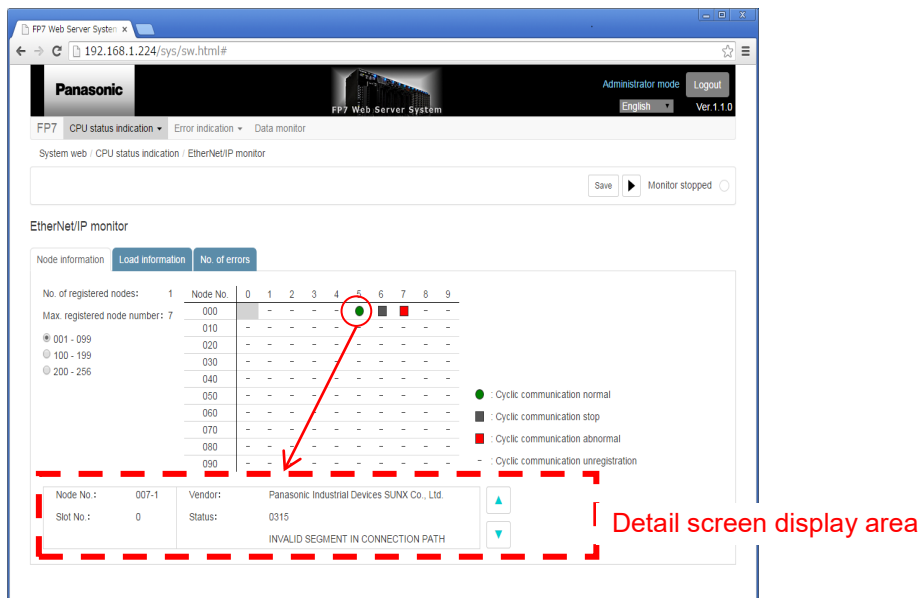 FP7 Web Server System ×
192.168.1.224/sys/sw.html#
Panasonic
FP7 Web Server System
Administrator mode Logout
English Ver.1.1.0
FP7 CPU status indication Error indication Data monitor
System web / CPU status indication / EtherNet/IP monitor
Save Monitor stopped
EtherNet/IP monitor
Node information Load information No. of errors
No. of registered nodes: 1
Max. registered node number: 7
001 - 099
100 - 199
200 - 256
Node No. 0 1 2 3 4 5 6 7 8 9
000 - - - - - -
010 - - - - - - - - - -
020 - - - - - - - - - -
030 - - - - - - - - - -
040 - - - - - - - - - -
050 - - - - - - - - - -
060 - - - - - - - - - -
070 - - - - - - - - - -
080 - - - - - - - - - -
090 - - - - - - - - - -
: Cyclic communication normal
: Cyclic communication stop
: Cyclic communication abnormal
- : Cyclic communication unregistration
Node No.: 007-1 Vendor: Panasonic Industrial Devices SUNX Co., Ltd.
Slot No.: 0 Status: 0315
INVALID SEGMENT IN CONNECTION PATH
Detail screen display area